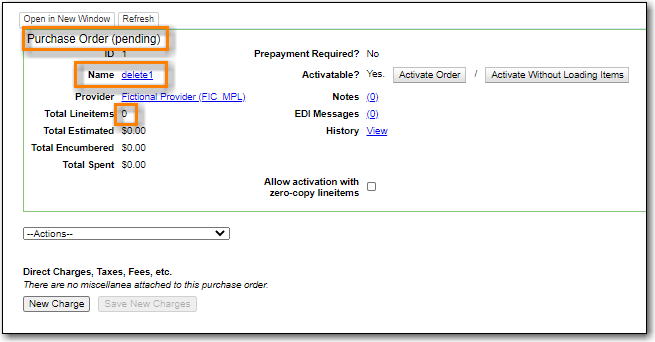 Open in New Window Refresh
Purchase Order (pending)
ID 1 Prepayment Required? No
Name delete1 Activatable? Yes. Activate Order / Activate Without Loading Items
Provider Fictional Provider (FIC_MPL) Notes (0)
Total Lineitems 0 EDI Messages (0)
Total Estimated $0.00 History View
Total Encumbered $0.00
Total Spent $0.00
Allow activation with
zero-copy lineitems
--Actions--
Direct Charges, Taxes, Fees, etc.
There are no miscellanea attached to this purchase order.
New Charge Save New Charges